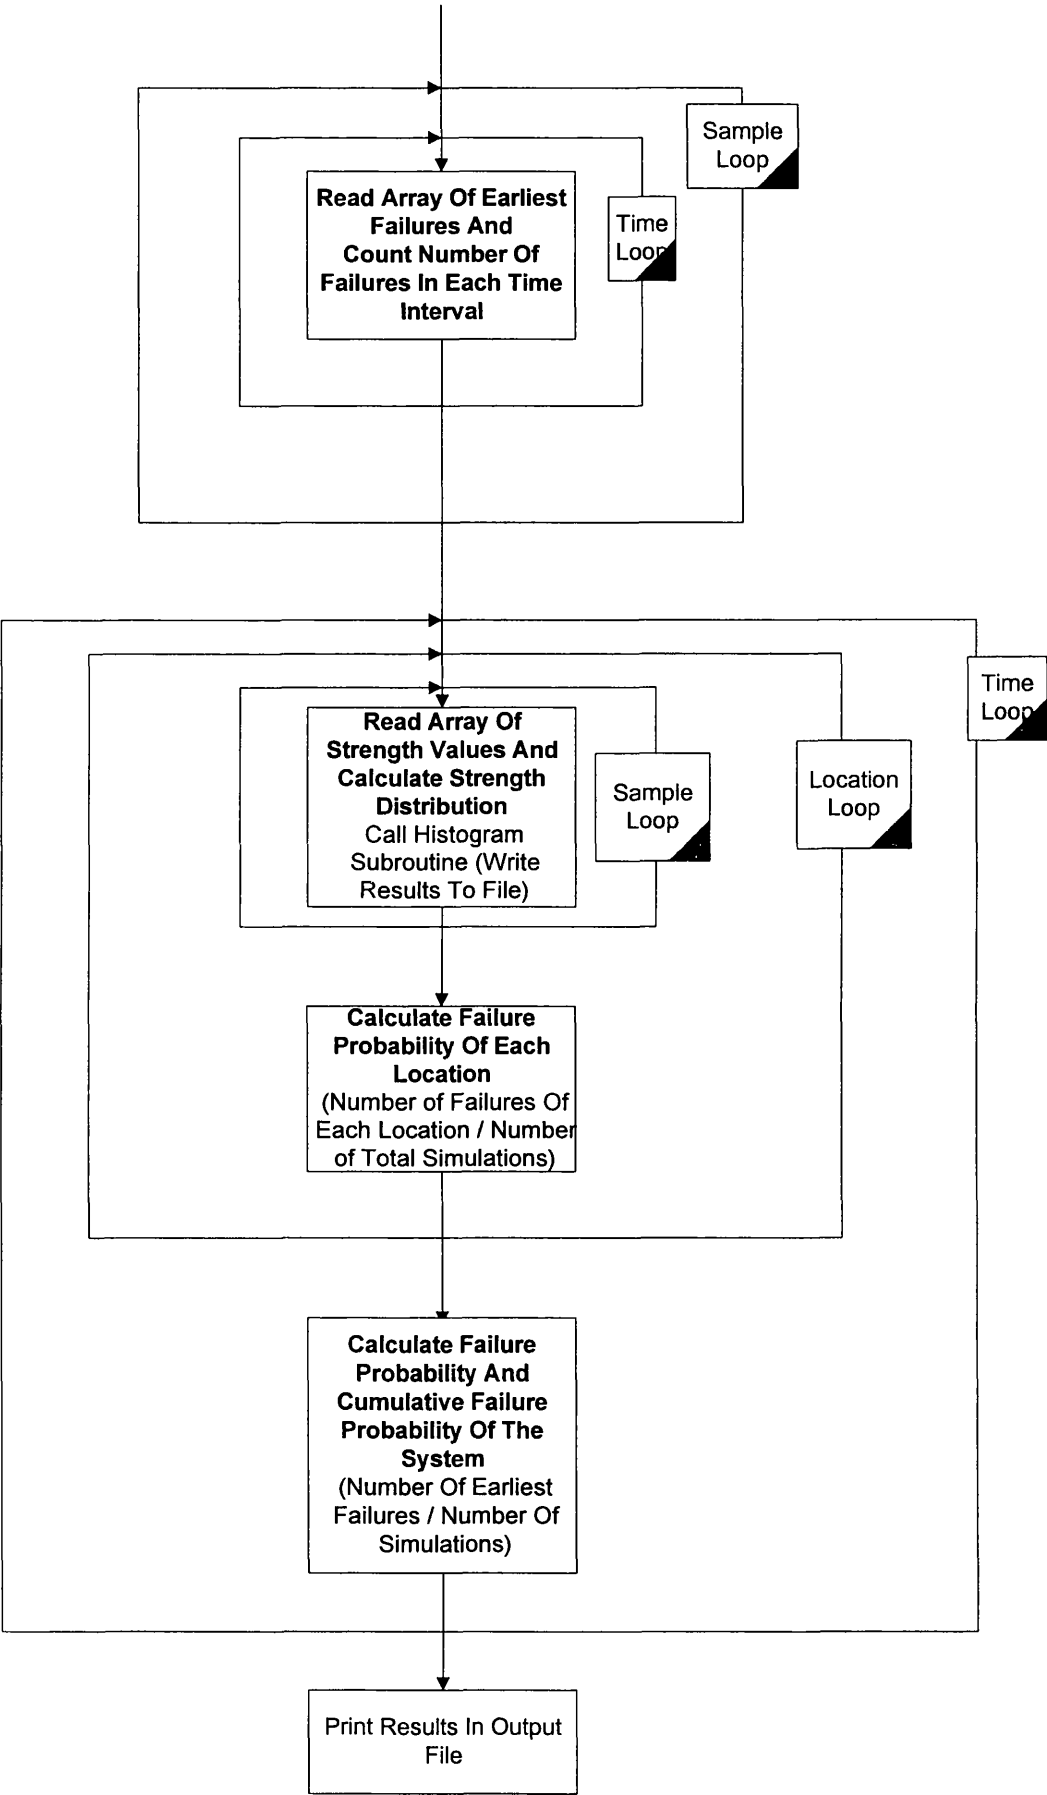 Sample
Loop
Time
Loop
Read Array Of Earliest
Failures And
Count Number Of
Failures In Each Time
Interval
Time
Loop
Read Array Of
Strength Values And
Calculate Strength
Distribution
Call Histogram
Subroutine (Write
Results To File)
Sample
Loop
Location
Loop
Calculate Failure
Probability Of Each
Location
(Number of Failures Of
Each Location / Number
of Total Simulations)
Calculate Failure
Probability And
Cumulative Failure
Probability Of The
System
(Number Of Earliest
Failures / Number Of
Simulations)
Print Results In Output
File